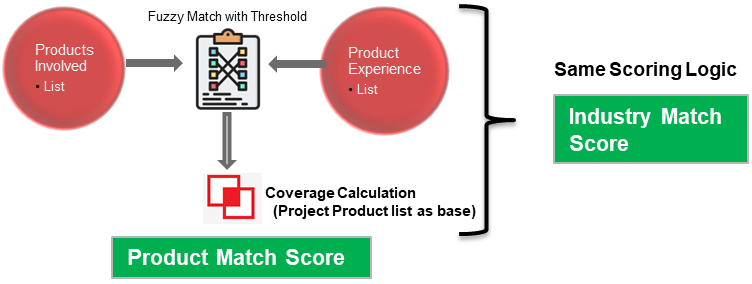 Fuzzy Match with Threshold
Products
Involved
• List
Product
Experience
• List
Coverage Calculation
(Project Product list as base)
Product Match Score
Same Scoring Logic
Industry Match
Score